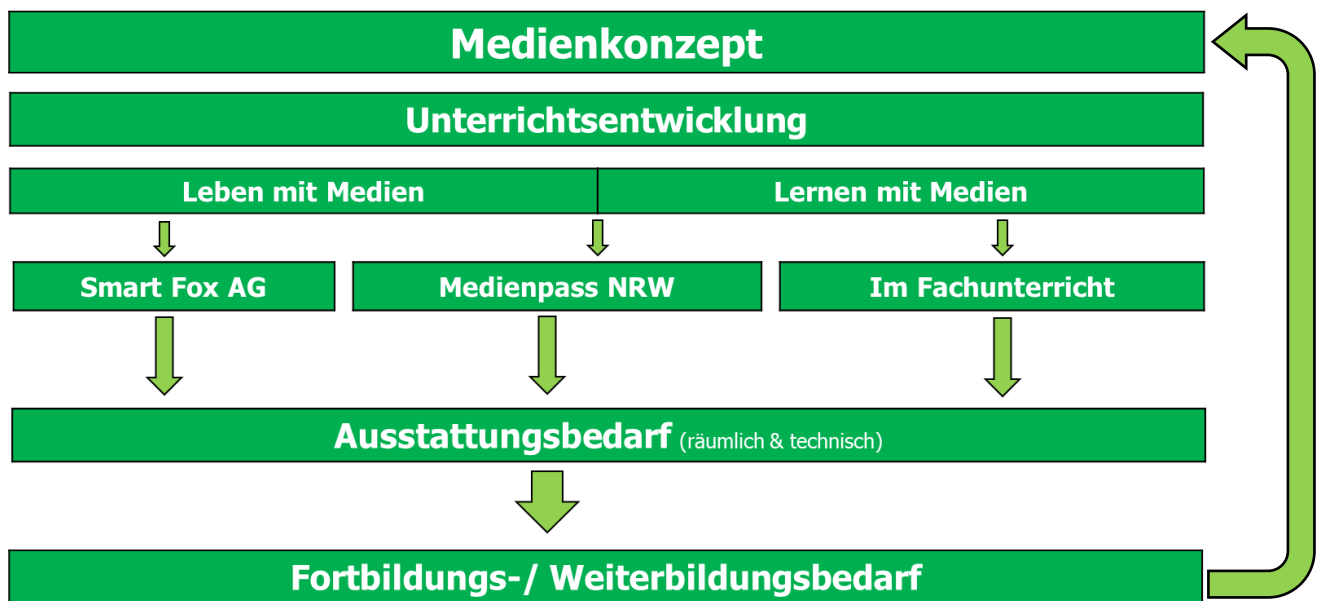 Medienkonzept
Unterrichtsentwicklung
Leben mit Medien
Lernen mit Medien
Smart Fox AG
Medienpass NRW
Im Fachunterricht
Ausstattungsbedarf (räumlich & technisch)
Fortbildungs-/ Weiterbildungsbedarf